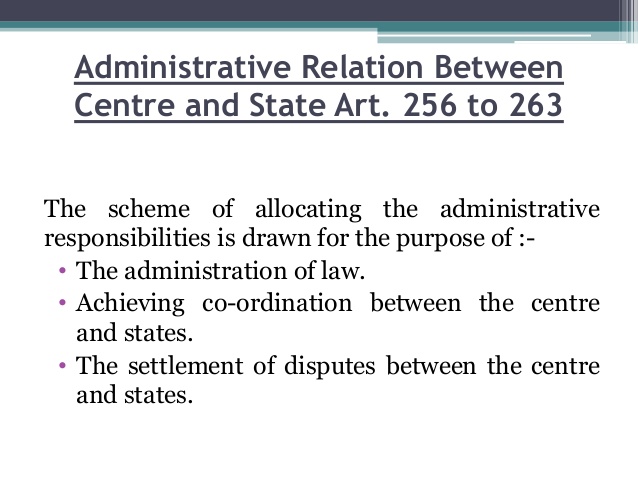 Administrative Relation Between
Centre and State Art. 256 to 263
The scheme of allocating the administrative
responsibilities is drawn for the purpose of :-
• The administration of law.
• Achieving co-ordination between the centre
and states.
• The settlement of disputes between the centre
and states.